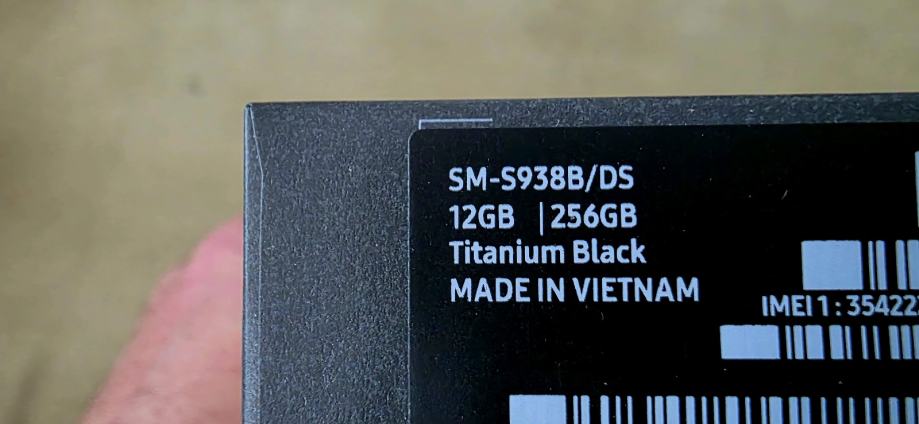 SM-S938B/DS
12GB | 256GB
Titanium Black
MADE IN VIETNAM
IMEI 1 : 35422